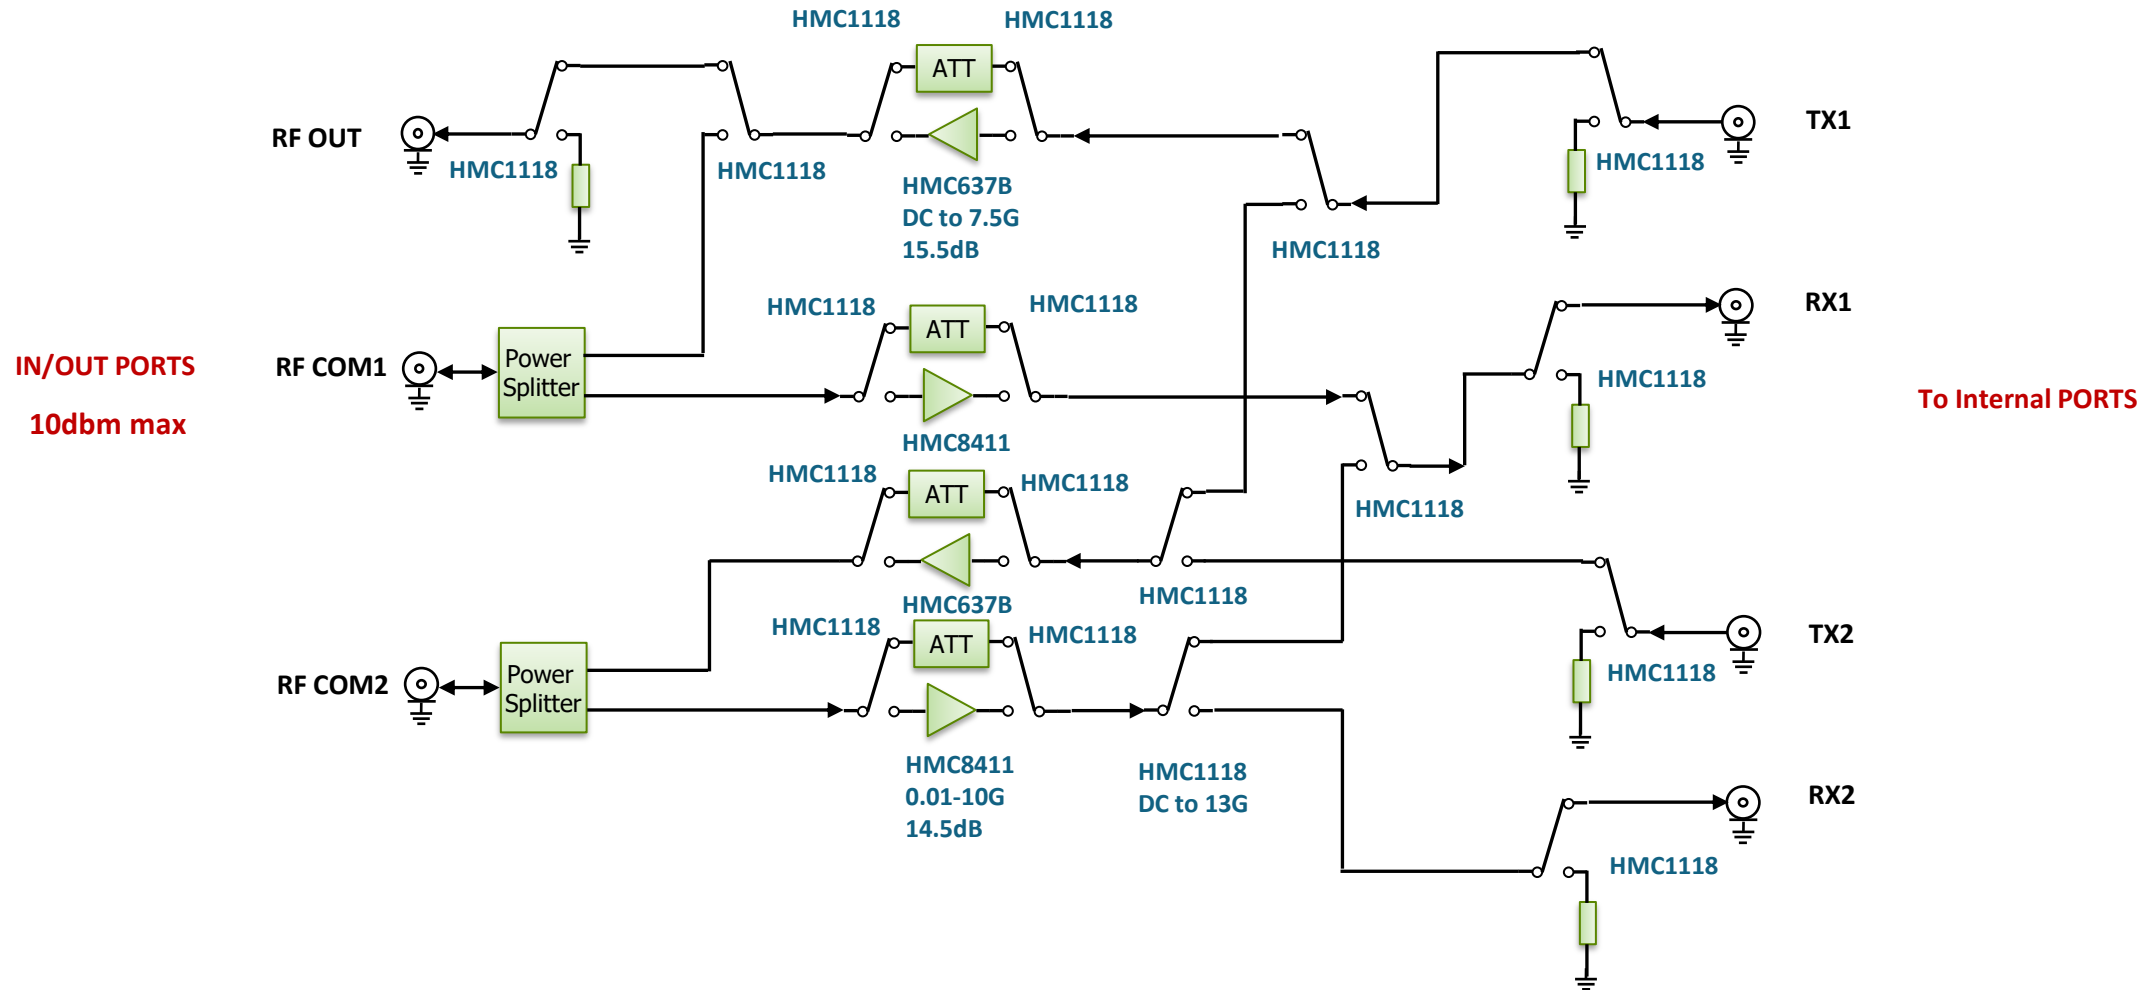 HMC1118
HMC1118
ATT
RF OUT
HMC1118
HMC1118
HMC637B
DC to 7.5G
15.5dB
HMC1118
HMC1118
TX1
HMC1118
HMC1118
ATT
HMC8411
RX1
HMC1118
IN/OUT PORTS
10dbm max
RF COM1
Power
Splitter
To Internal PORTS
HMC1118
ATT
HMC1118
HMC1118
HMC637B
HMC1118
HMC1118
ATT
HMC1118
TX2
HMC1118
RF COM2
Power
Splitter
HMC8411
0.01-10G
14.5dB
HMC1118
DC to 13G
RX2
HMC1118